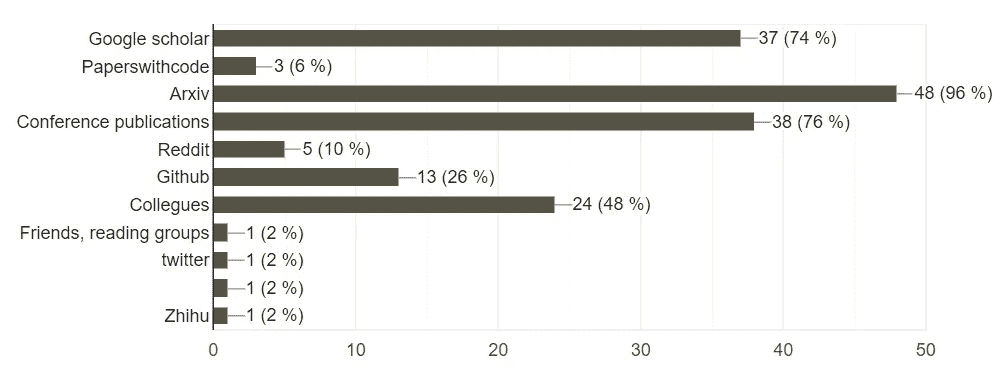 Google scholar 37 (74 %)
Paperswithcode 3 (6 %)
Arxiv 48 (96 %)
Conference publications 38 (76 %)
Reddit 5 (10 %)
Github 13 (26 %)
Collegues 24 (48 %)
Friends, reading groups 1 (2 %)
twitter 1 (2 %)
1 (2 %)
Zhihu 1 (2 %)
0 10 20 30 40 50